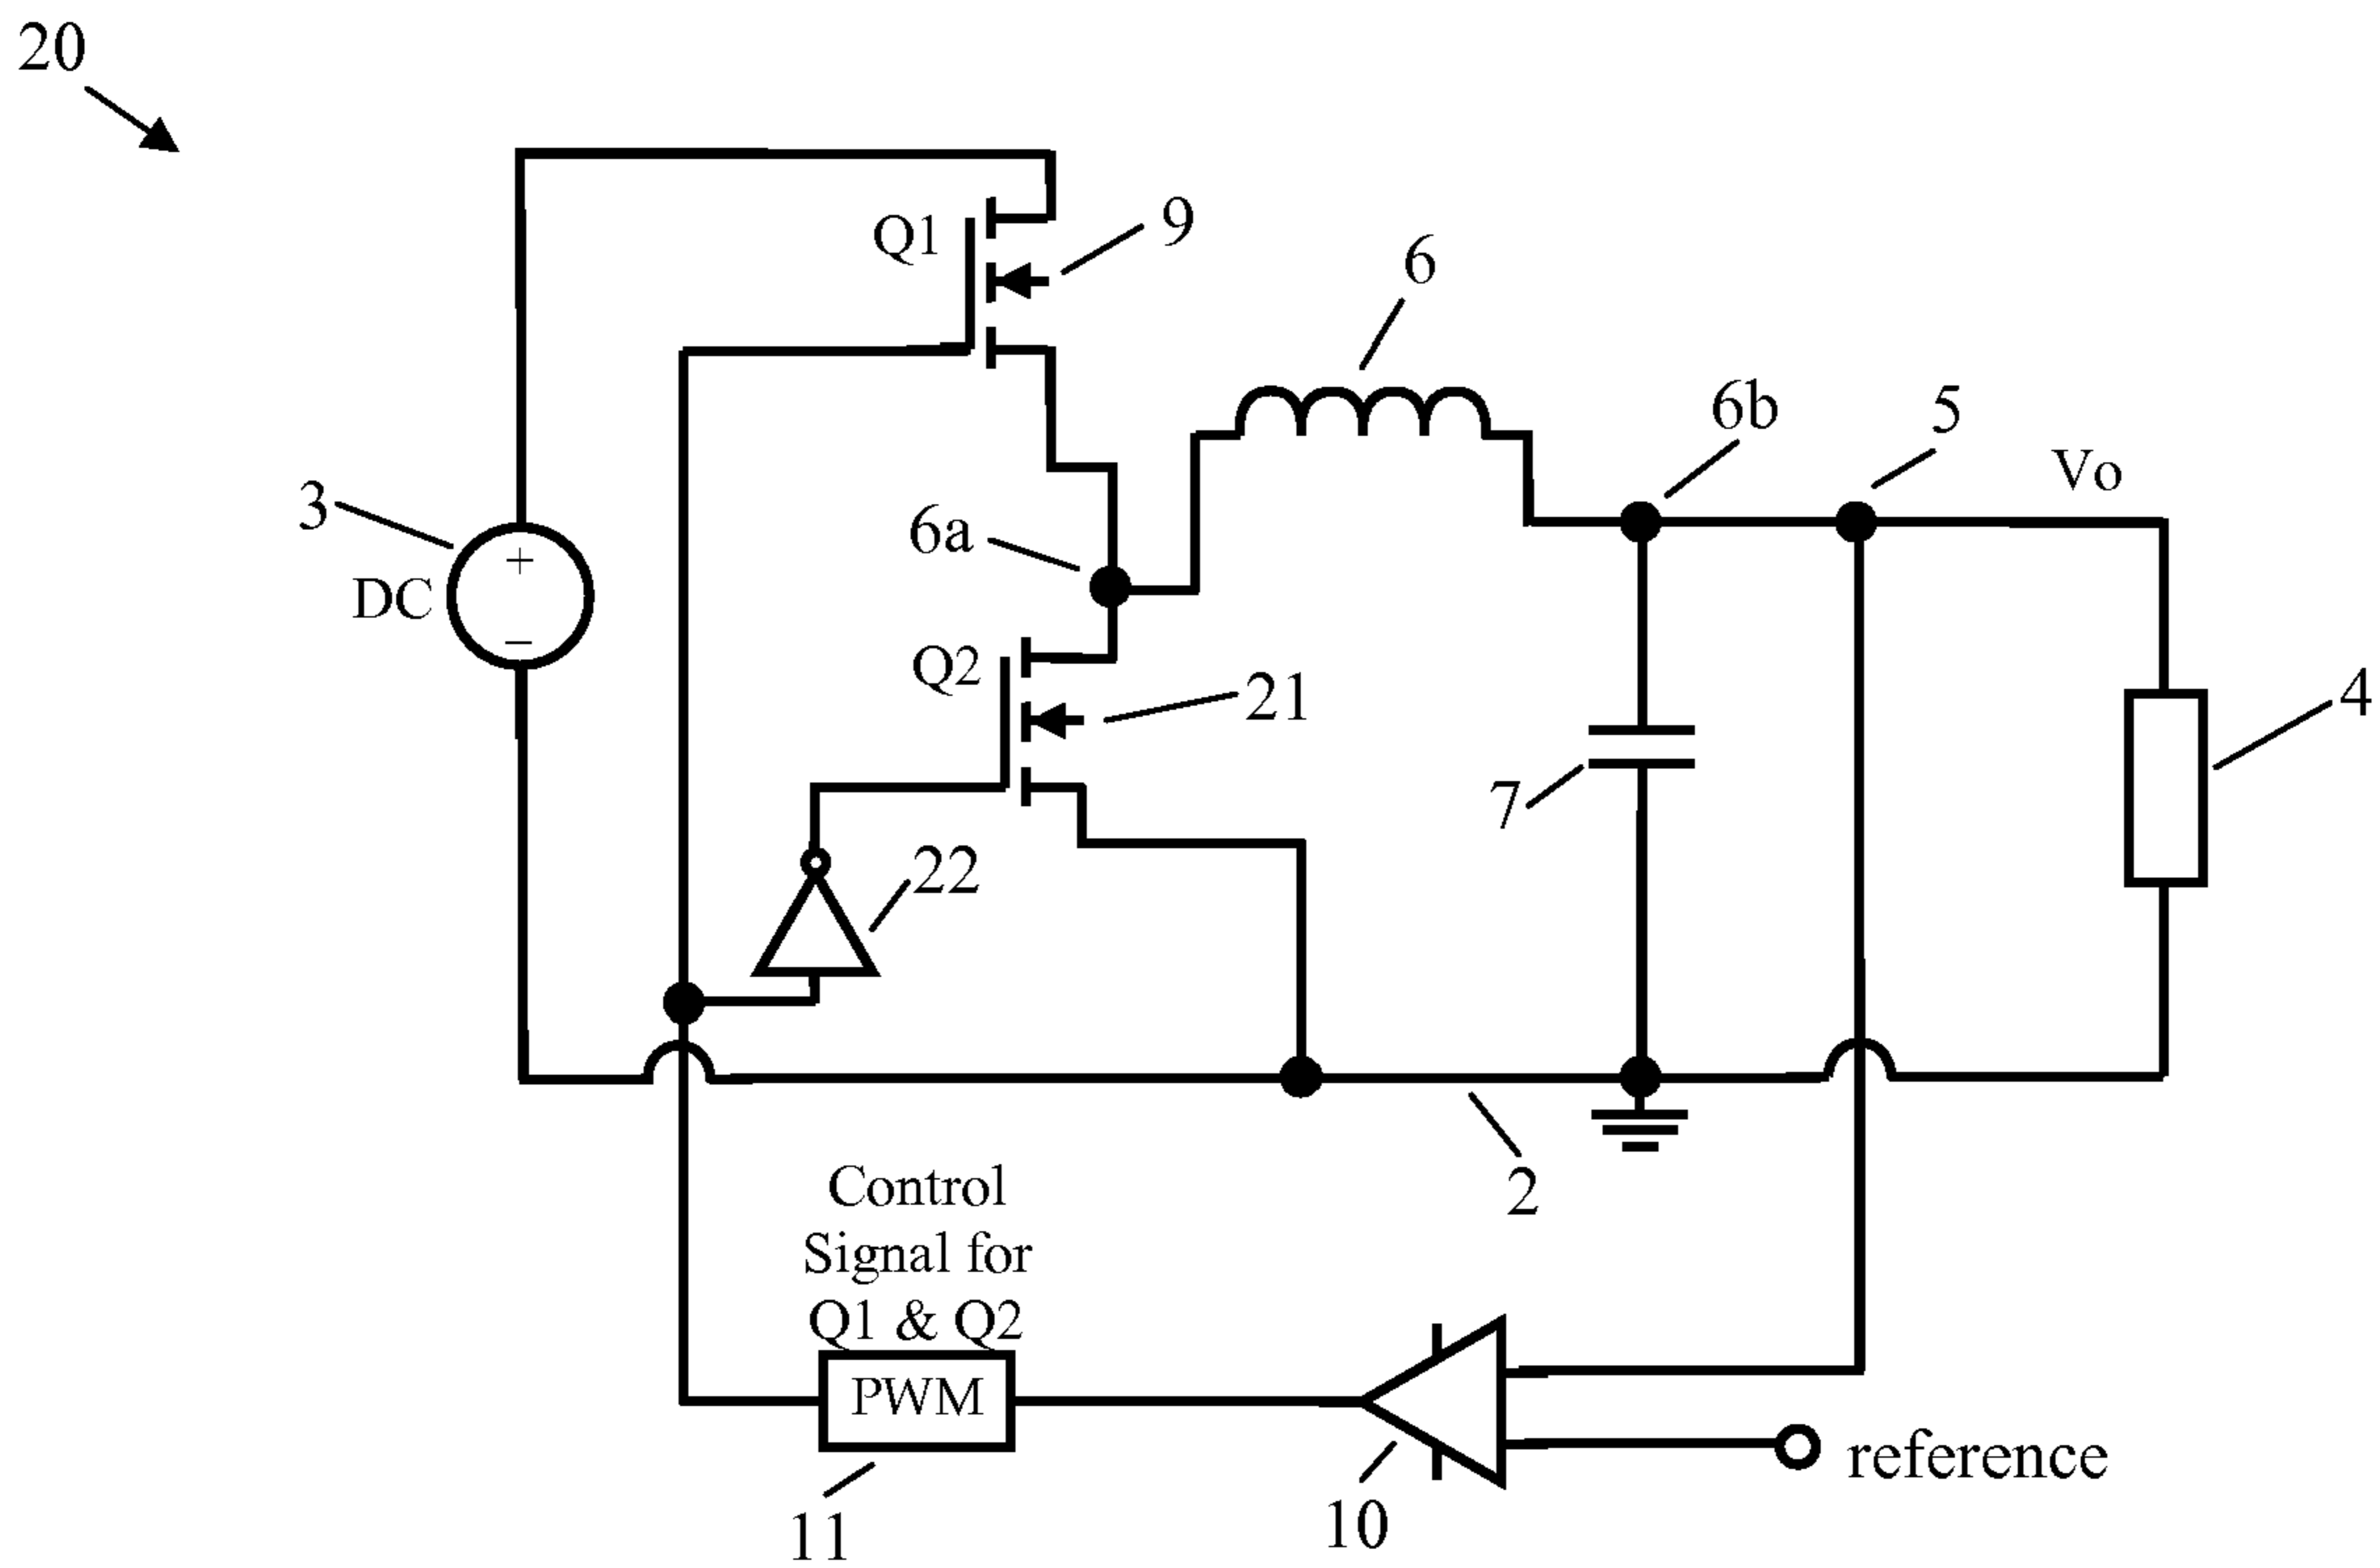 20
Q1
9
6
6b
5
Vo
3
DC
+
–
6a
Q2
21
4
7
22
2
Control
Signal for
Q1 & Q2
PWM
11
10
reference